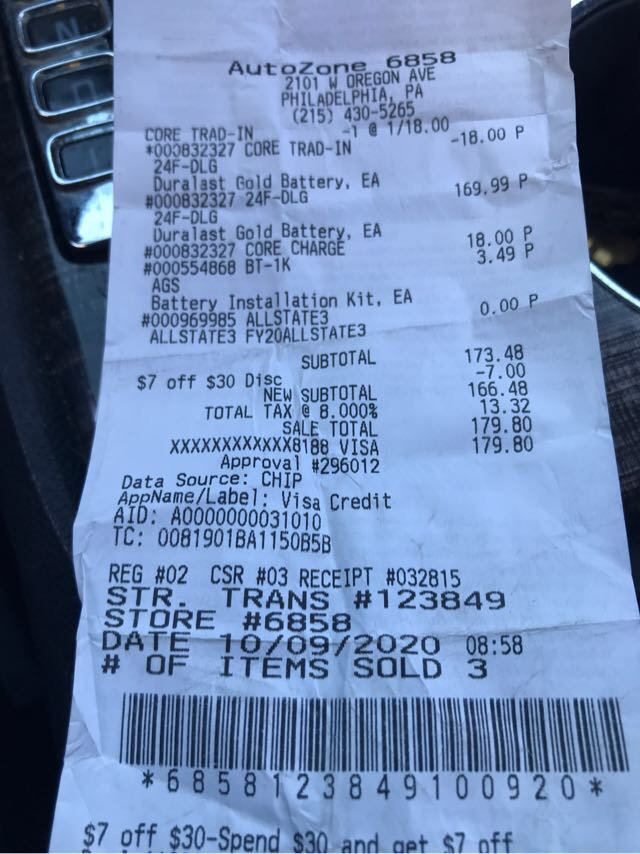 AutoZone 6858
2101 W OREGON AVE
PHILADELPHIA, PA
(215) 430-5265
CORE TRAD-IN -1 @ 1/18.00 -18.00 P
*000832327 CORE TRAD-IN
24F-DLG
Duralast Gold Battery, EA 169.99 P
#000832327 24F-DLG
24F-DLG
Duralast Gold Battery, EA 18.00 P
#000832327 CORE CHARGE 3.49 P
#000554868 BT-1K
AGS
Battery Installation Kit, EA 0.00 P
#000969985 ALLSTATE3
ALLSTATE3 FY20ALLSTATE3
SUBTOTAL 173.48
$7 off $30 Disc -7.00
NEW SUBTOTAL 166.48
TOTAL TAX @ 8.000% 13.32
SALE TOTAL 179.80
XXXXXXXXXXXX8188 VISA 179.80
Approval #296012
Data Source: CHIP
AppName/Label: Visa Credit
AID: A0000000031010
TC: 0081901BA1150B5B
REG #02 CSR #03 RECEIPT #032815
STR. TRANS #123849
STORE #6858
DATE 10/09/2020 08:58
# OF ITEMS SOLD 3
*685812384910​0920*
$7 off $30-Spend $30 and get $7 off